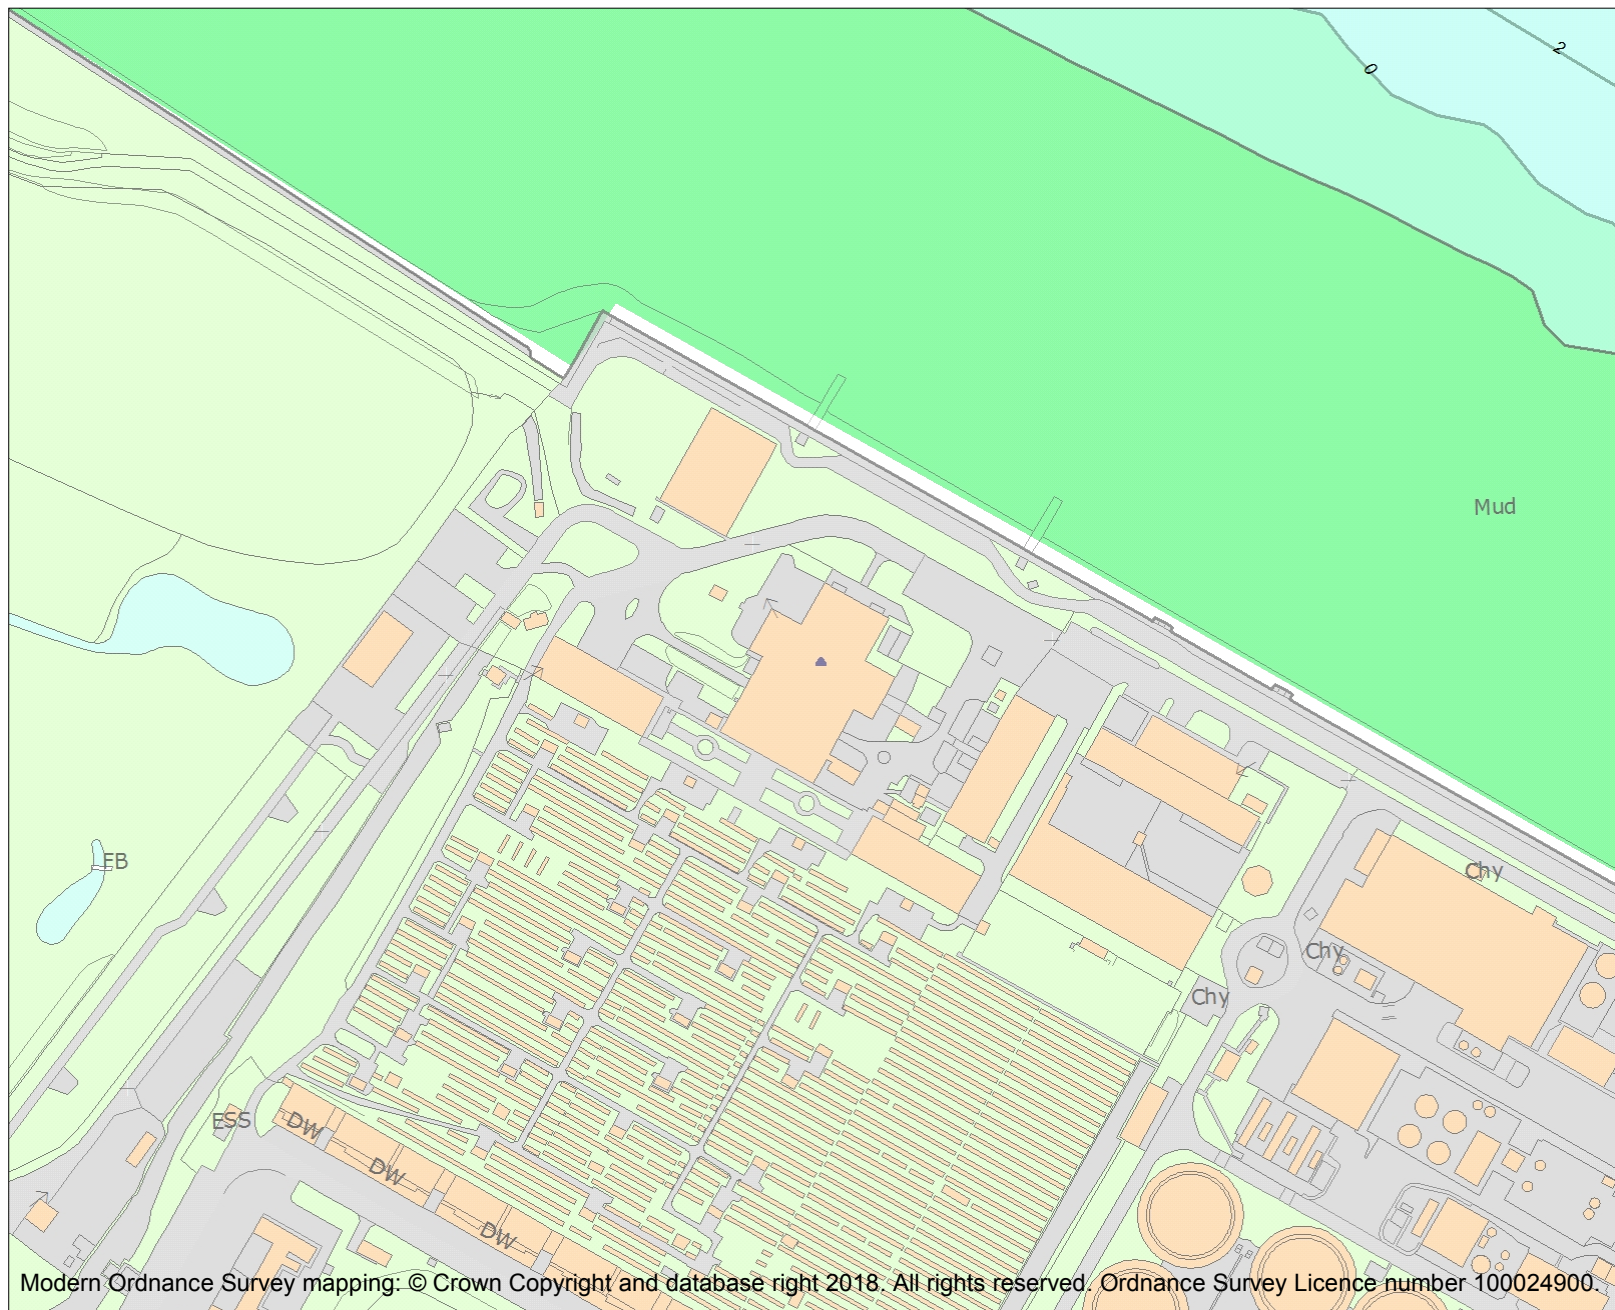 2
0
Mud
EB
Chy
Chy
Chy
ESS
DW
DW
DW
Modern Ordnance Survey mapping: © Crown Copyright and database right 2018. All rights reserved. Ordnance Survey Licence number 100024900.